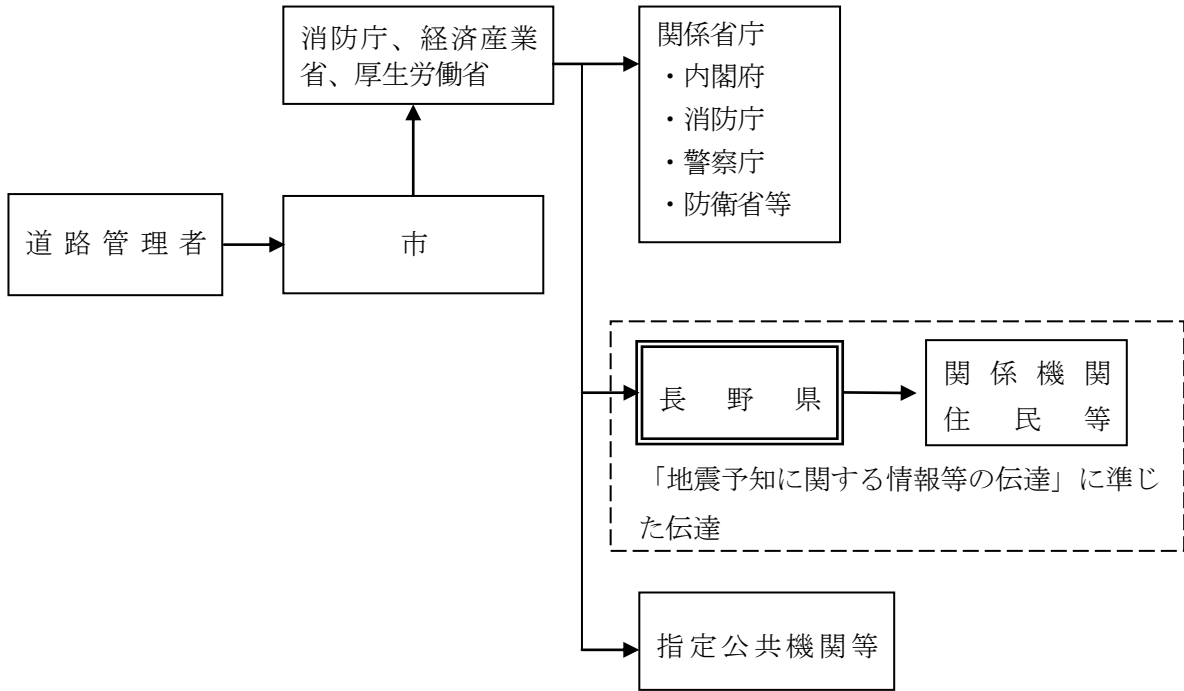 消防庁、経済産業
省、厚生労働省
関係省庁
・内閣府
・消防庁
・警察庁
・防衛省等
道路管理者
市
長野県
関係機関
住民等
「地震予知に関する情報等の伝達」に準じ
た伝達
指定公共機関等